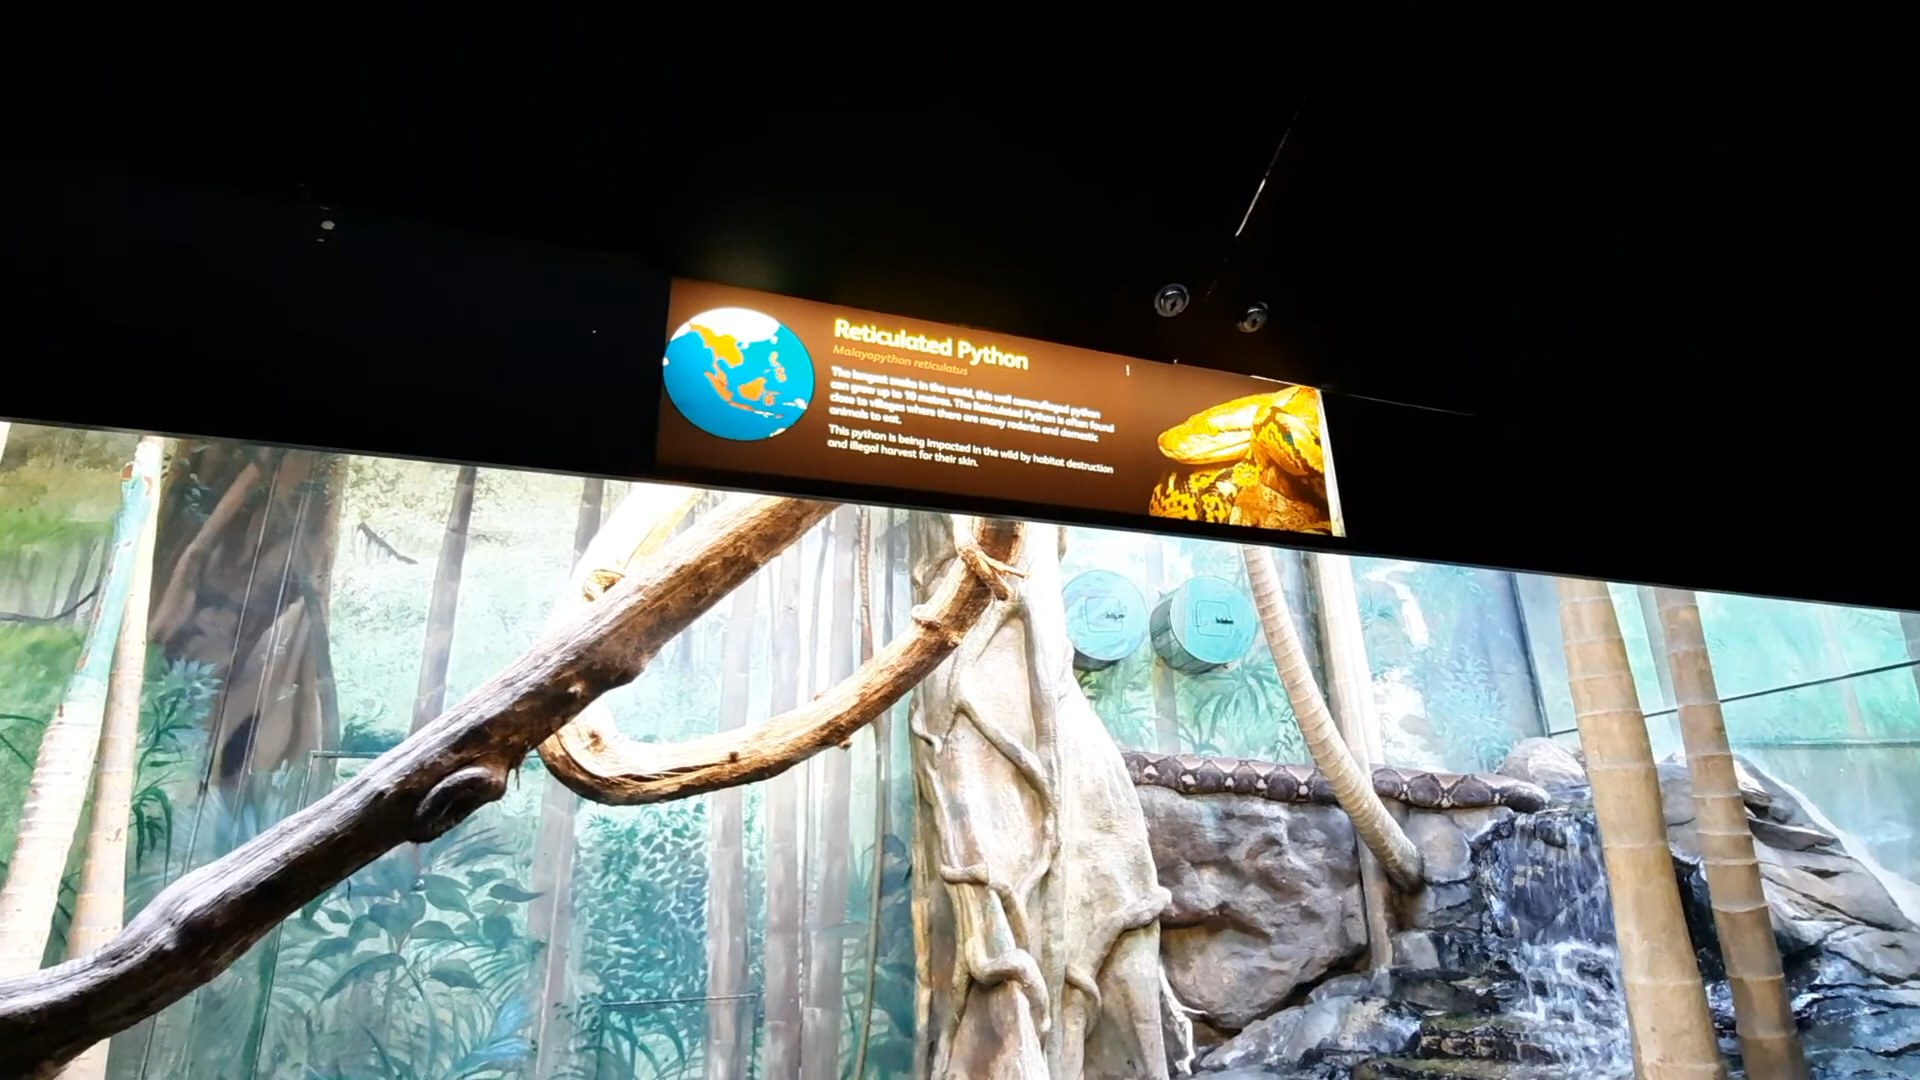 Reticulated Python
Malayopython reticulatus
The longest snake in the world, this well camouflaged python
can grow up to 10 metres. The Reticulated Python is often found
close to villages where there are many rodents and domestic
animals to eat.
This python is being impacted in the wild by habitat destruction
and illegal harvest for their skin.